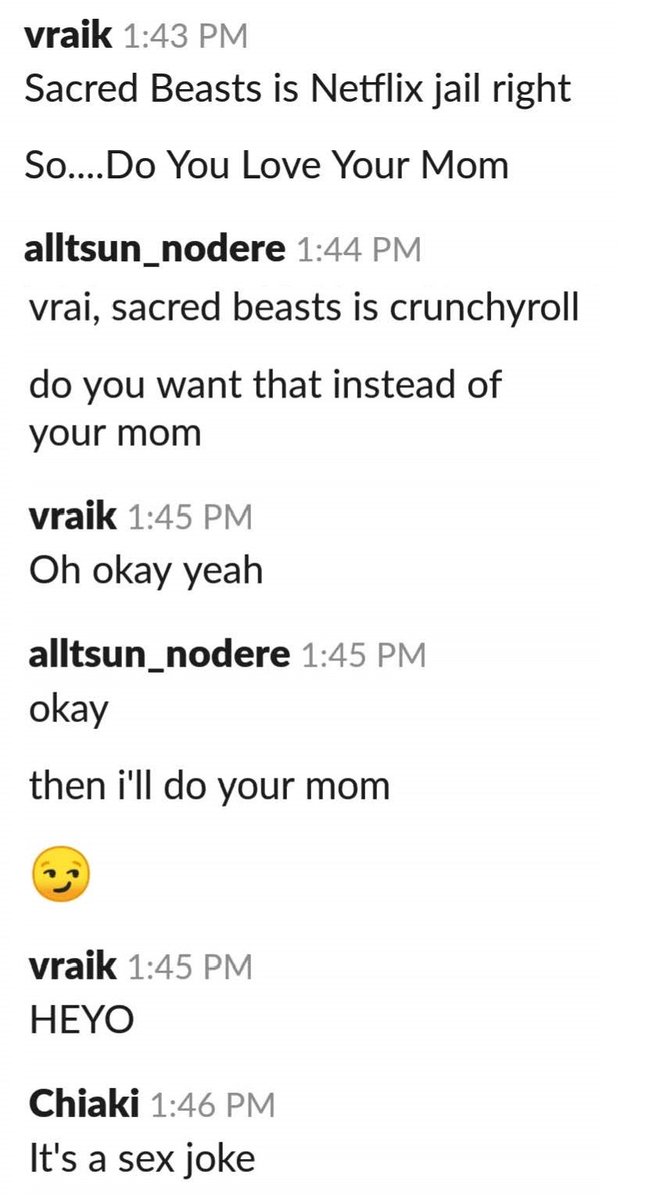 vraik 1:43 PM
Sacred Beasts is Netflix jail right
So....Do You Love Your Mom
alltsun_nodere 1:44 PM
vrai, sacred beasts is crunchyroll
do you want that instead of
your mom
vraik 1:45 PM
Oh okay yeah
alltsun_nodere 1:45 PM
okay
then i'll do your mom
😏
vraik 1:45 PM
HEYO
Chiaki 1:46 PM
It's a sex joke